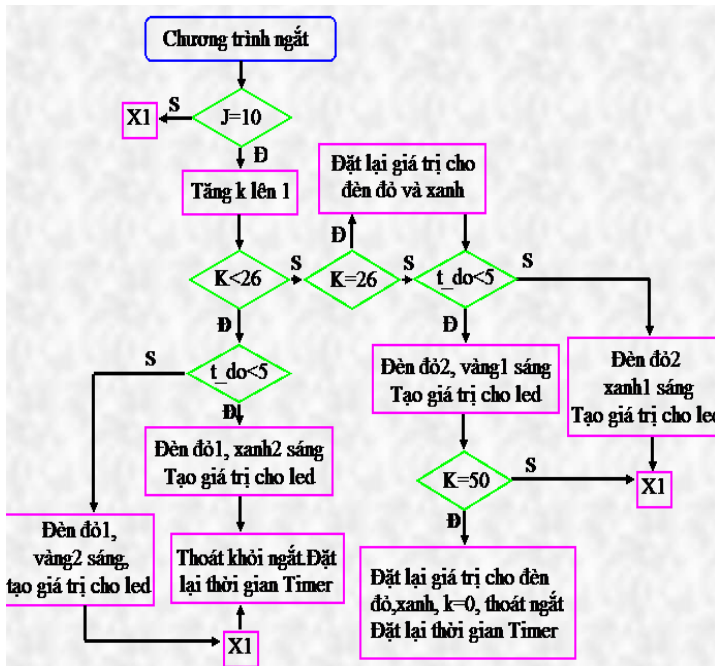 Chương trình ngắt
X1
S
J=10
Đ
Tăng k lên 1
Đặt lại giá trị cho
đèn đỏ và xanh
Đ
K<26
S
K=26
S
t_do<5
S
Đ
Đ
S
t_do<5
Đ
Đèn đỏ2, vàng1 sáng
Tạo giá trị cho led
Đèn đỏ2
xanh1 sáng
Tạo giá trị cho led
Đèn đỏ1, xanh2 sáng
Tạo giá trị cho led
K=50
S
X1
Đ
Đèn đỏ1,
vàng2 sáng,
tạo giá trị cho led
Thoát khỏi ngắt.Đặt
lại thời gian Timer
X1
Đặt lại giá trị cho đèn
đỏ,xanh, k=0, thoát ngắt
Đặt lại thời gian Timer